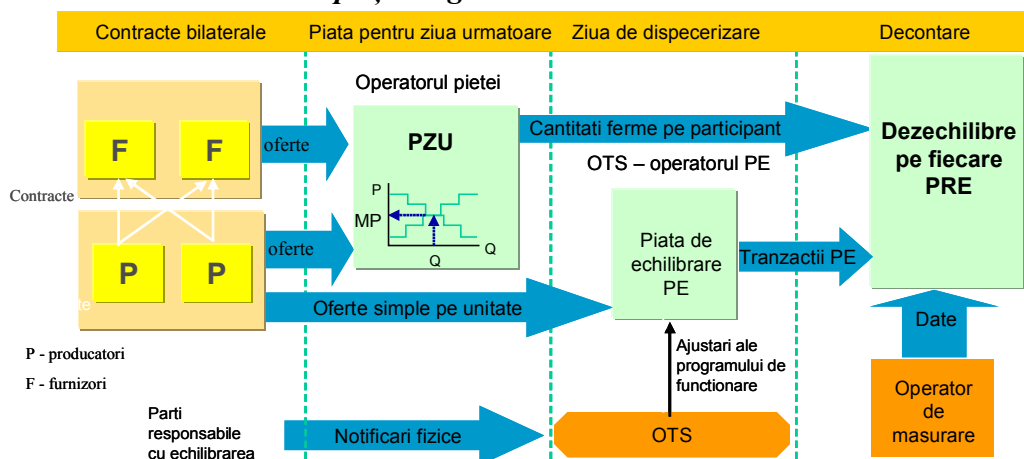 Contracte bilaterale
Piata pentru ziua urmatoare
Ziua de dispecerizare
Decontare
Operatorul pietei
F
F
oferte
PZU
P
MP
Q
Q
Cantitati ferme pe participant
OTS – operatorul PE
Dezechilibre
pe fiecare
PRE
Contracte
P
P
oferte
Piata de
echilibrare
PE
Tranzactii PE
Oferte simple pe unitate
Date
P - producatori
F - furnizori
Ajustari ale
programului de
functionare
Operator
de
masurare
Parti
responsabile
cu echilibrarea
Notificari fizice
OTS